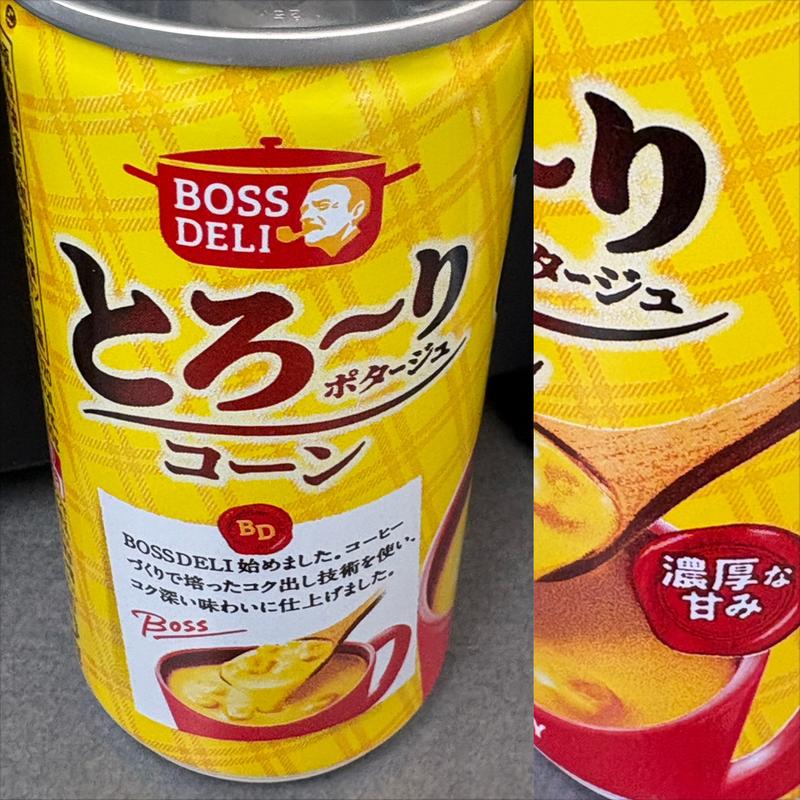 BOSS
DELI
とろ〜り
ポタージュ
コーン
BD
BOSSDELI 始めました。コーヒー
づくりで培ったコク出し技術を使い、
コク深い味わいに仕上げました。
Boss
〜り
タージュ
濃厚な
甘み